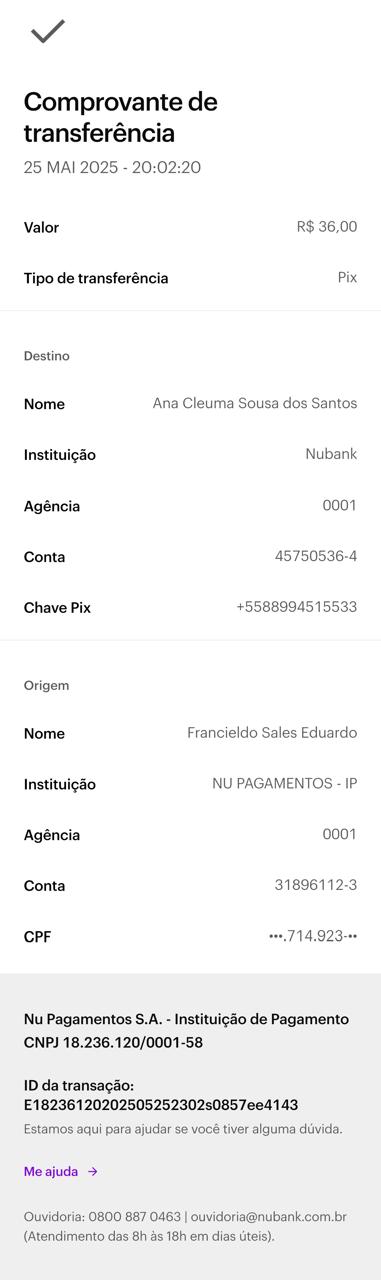 Comprovante de
transferência
25 MAI 2025 - 20:02:20
Valor R$ 36,00
Tipo de transferência Pix
Destino
Nome Ana Cleuma Sousa dos Santos
Instituição Nubank
Agência 0001
Conta 45750536-4
Chave Pix +5588994515533
Origem
Nome Francieldo Sales Eduardo
Instituição NU PAGAMENTOS - IP
Agência 0001
Conta 31896112-3
CPF •••.714.923-••
Nu Pagamentos S.A. - Instituição de Pagamento
CNPJ 18.236.120/0001-58
ID da transação:
E18236120202505252302s0857ee4143
Estamos aqui para ajudar se você tiver alguma dúvida.
Me ajuda →
Ouvidoria: 0800 887 0463 | ouvidoria@nubank.com.br
(Atendimento das 8h às 18h em dias úteis).